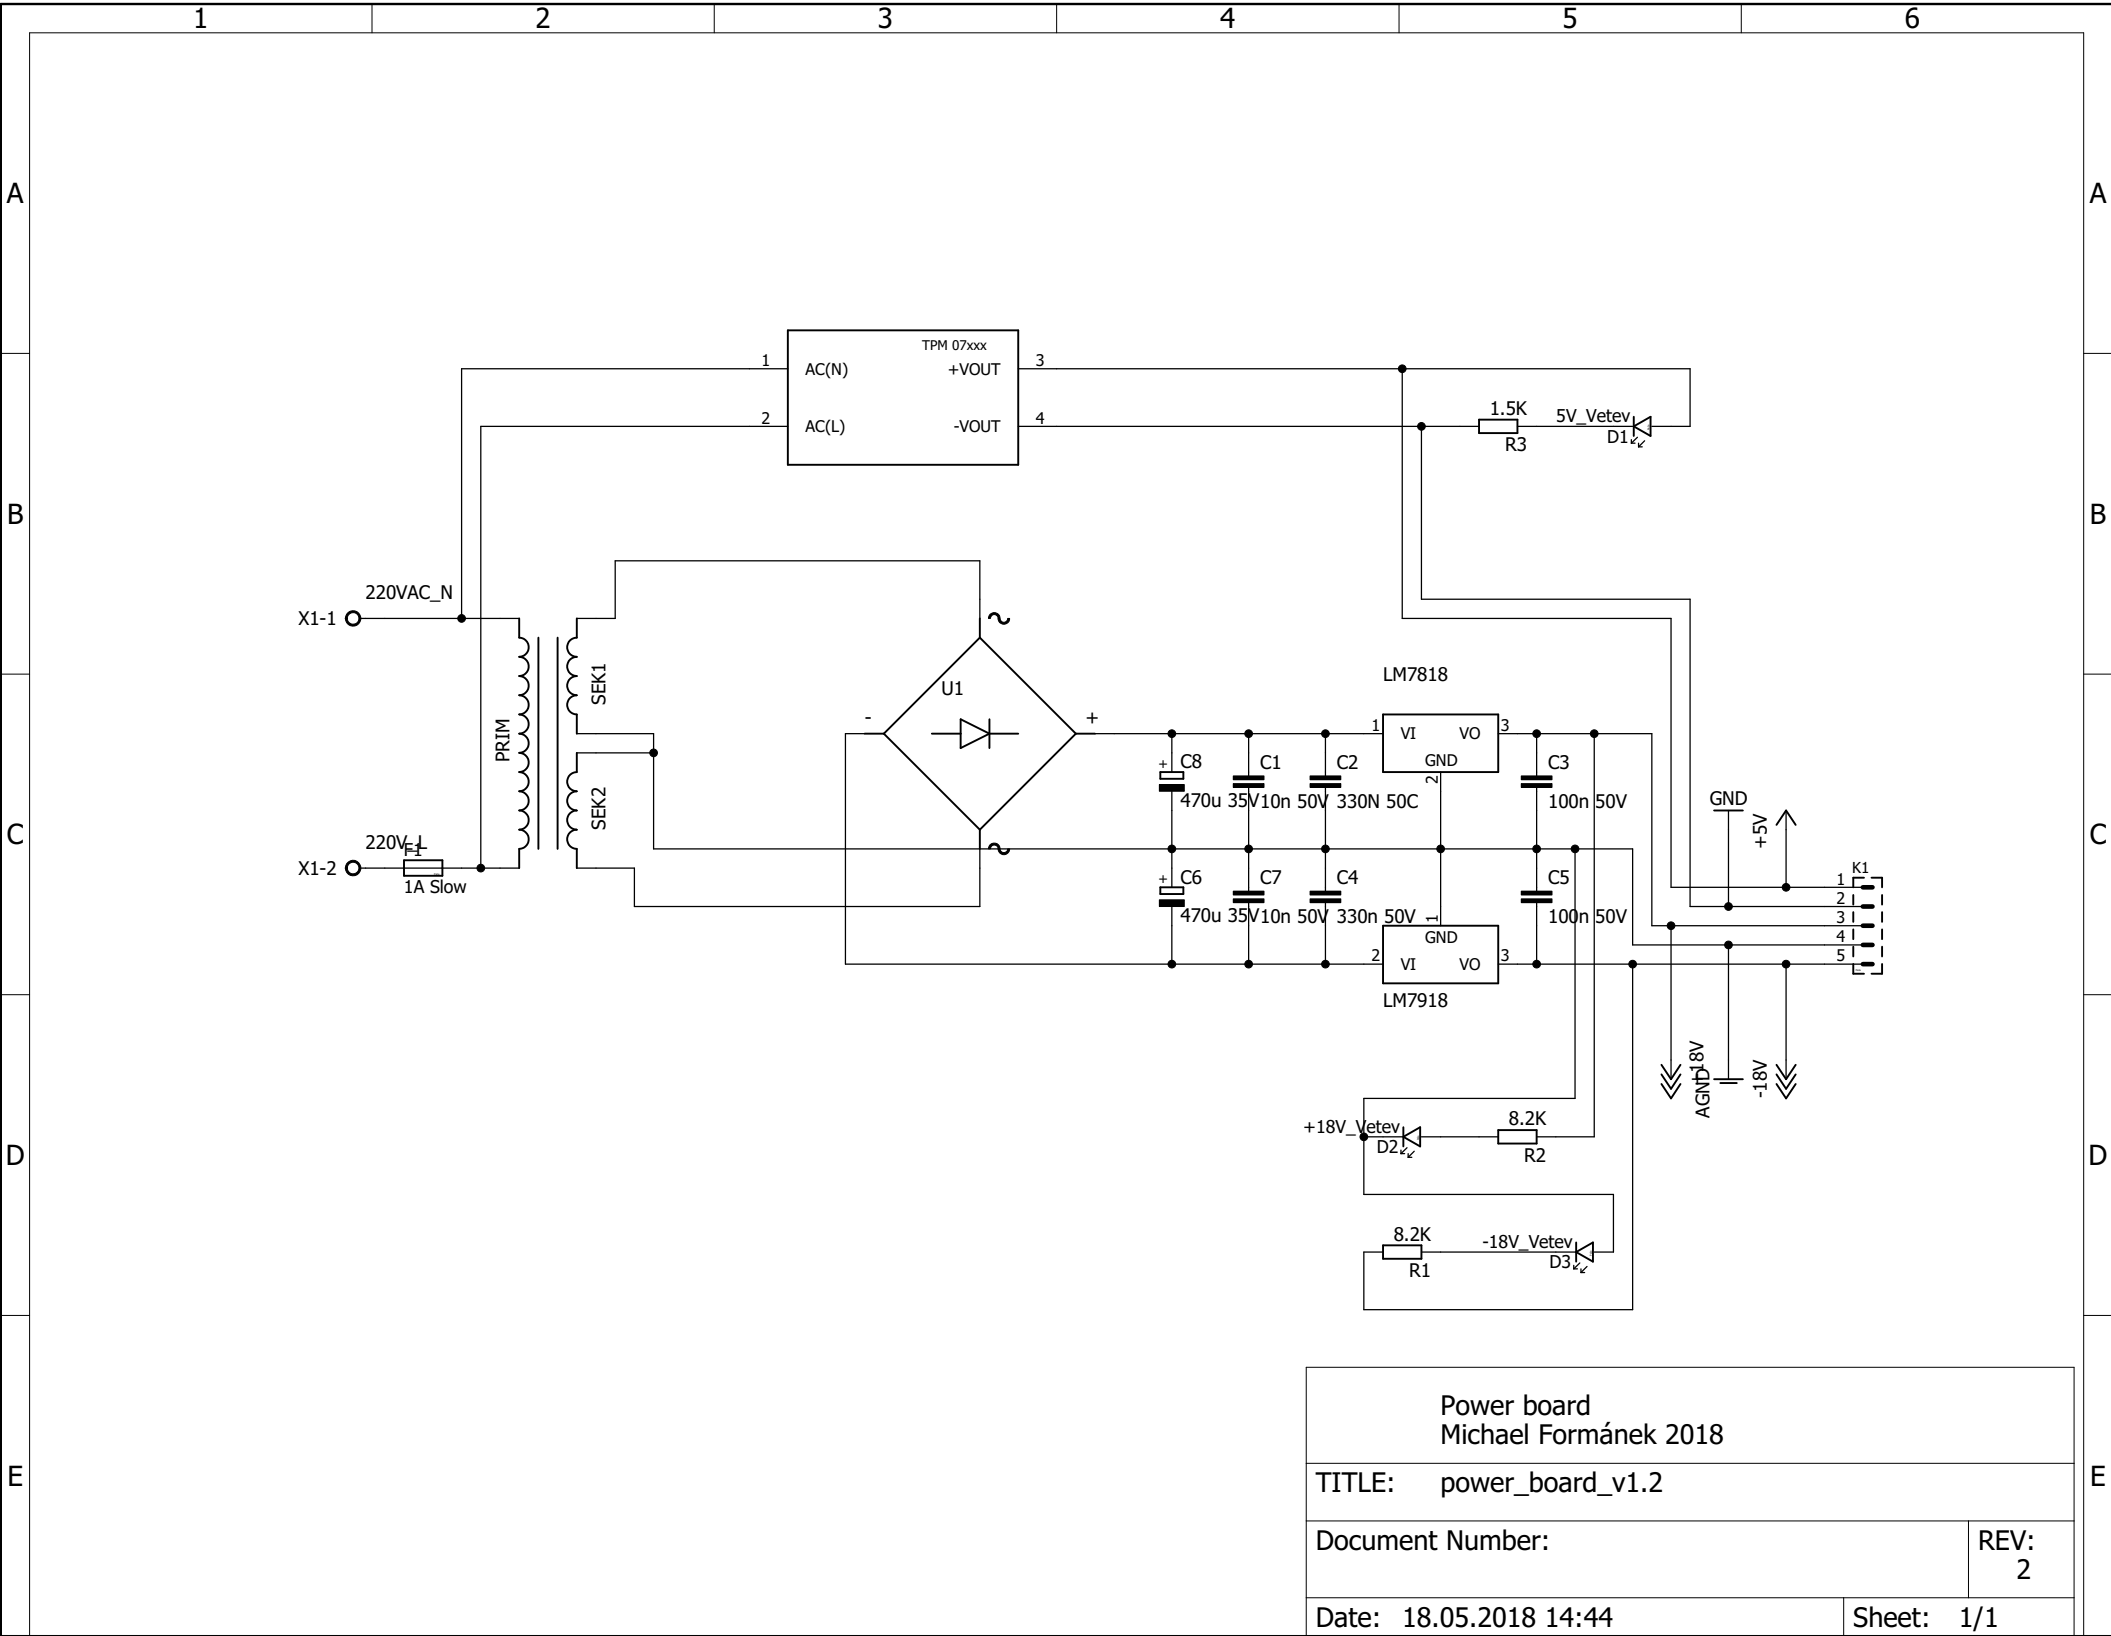 1 2 3 4 5 6
A A
TPM 07xxx
1 AC(N) +VOUT 3
2 AC(L) -VOUT 4
1.5K 5V_Vetev
R3 D1
B B
220VAC_N
X1-1
SEK1
PRIM
SEK2
220V_L
F1
X1-2
1A Slow
U1
- +
LM7818
1 VI VO 3
GND
2
C8 C1 C2 C3
+
470u 35V 10n 50V 330N 50C 100n 50V
GND
+5V
C C
C6 C7 C4 C5
+
470u 35V 10n 50V 330n 50V 100n 50V
1
GND
2 VI VO 3
LM7918
K1
1
2
3
4
5
+18V
AGND
-18V
+18V_Vetev 8.2K
D2 R2
D D
8.2K -18V_Vetev
R1 D3
Power board
Michael Formánek 2018
E E
TITLE: power_board_v1.2
Document Number: REV:
2
Date: 18.05.2018 14:44 Sheet: 1/1